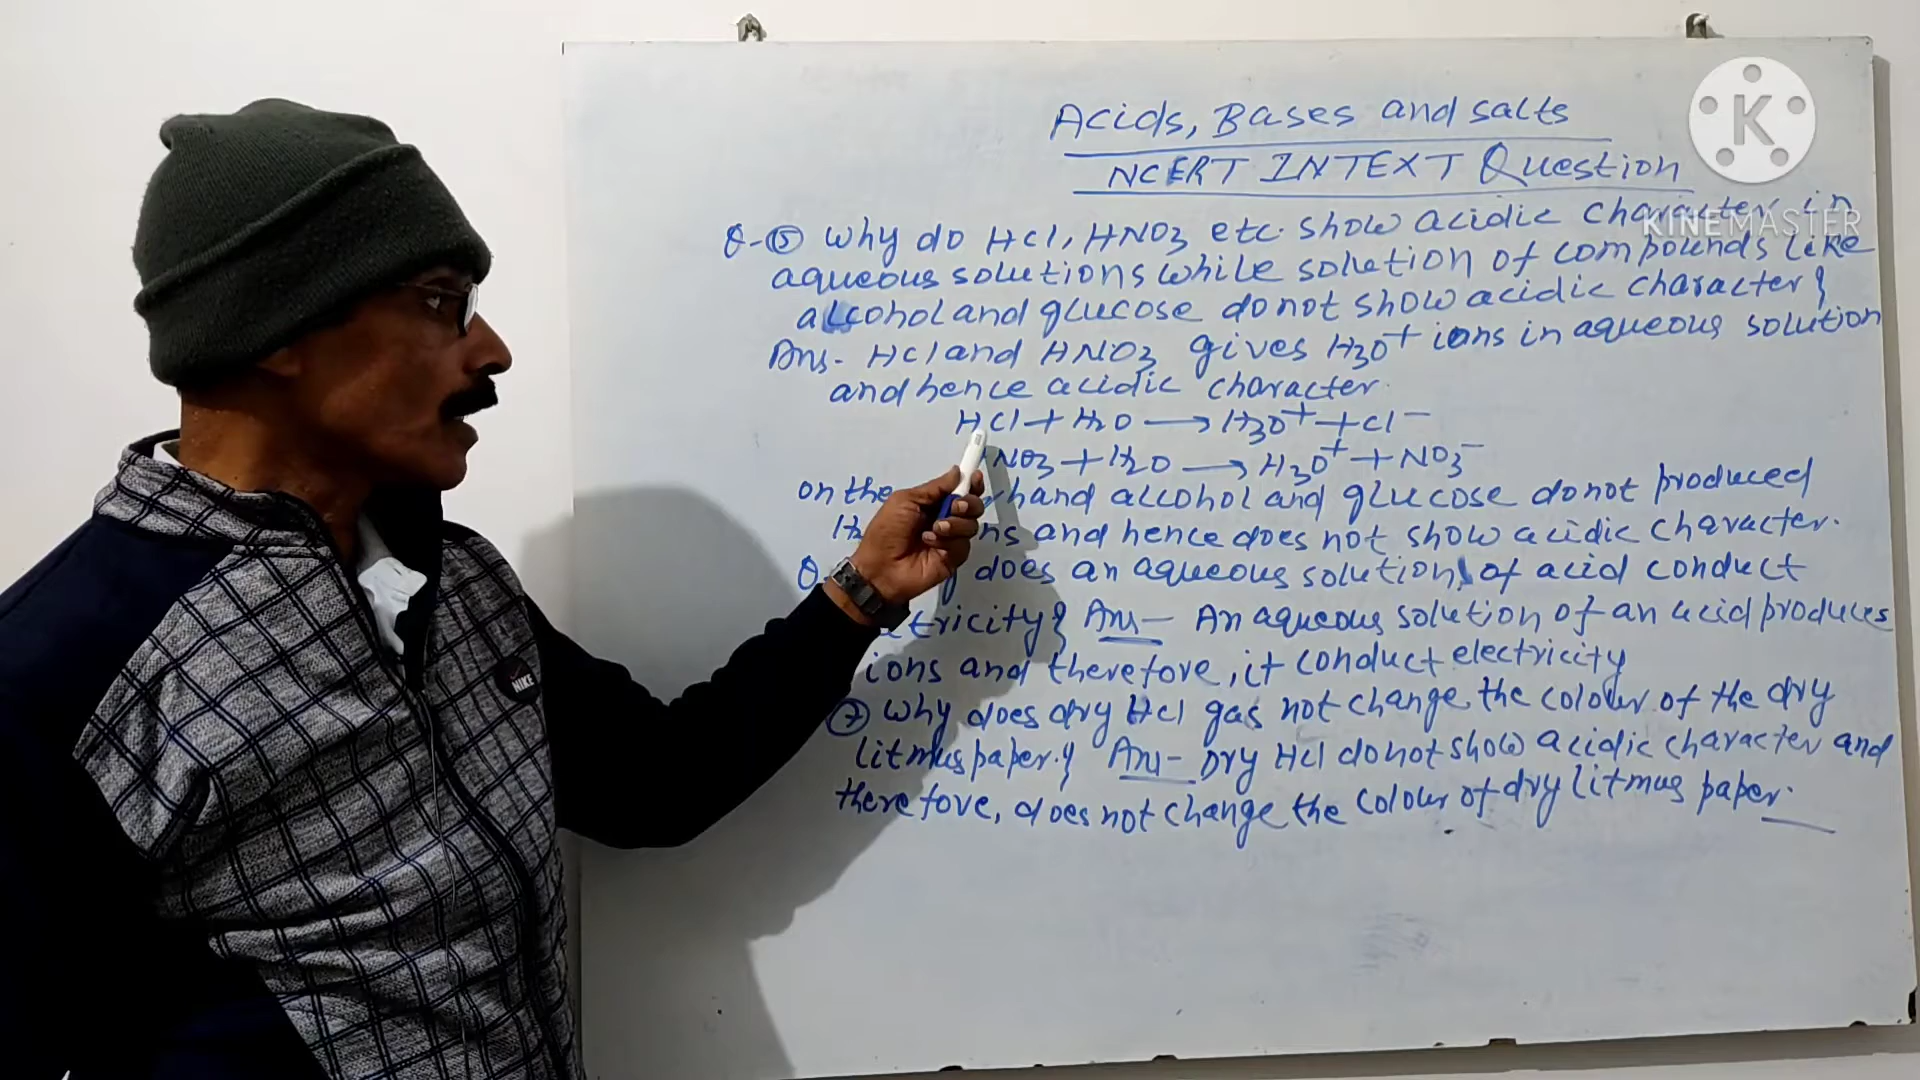 Acids, Bases and salts
NCERT INTEXT Question
K
KINEMASTER
Q-⑤ Why do HCl, HNO3 etc. show acidic character in
aqueous solutions while solution of compounds like
alcohol and glucose do not show acidic character?
Ans- HCl and HNO3 gives H3O+ ions in aqueous solution
and hence acidic character.
HCl + H2O → H3O+ + Cl-
NO3 + H2O → H3O+ + NO3-
on the hand alcohol and glucose do not produced
and hence does not show acidic character.
does an aqueous solution of acid conduct
Ans- An aqueous solution of an acid produces
ions and therefore, it conduct electricity
⑦ Why does dry HCl gas not change the colour of the dry
litmus paper.? Ans- Dry HCl do not show acidic character and
therefore, does not change the colour of dry litmus paper.
NIKE